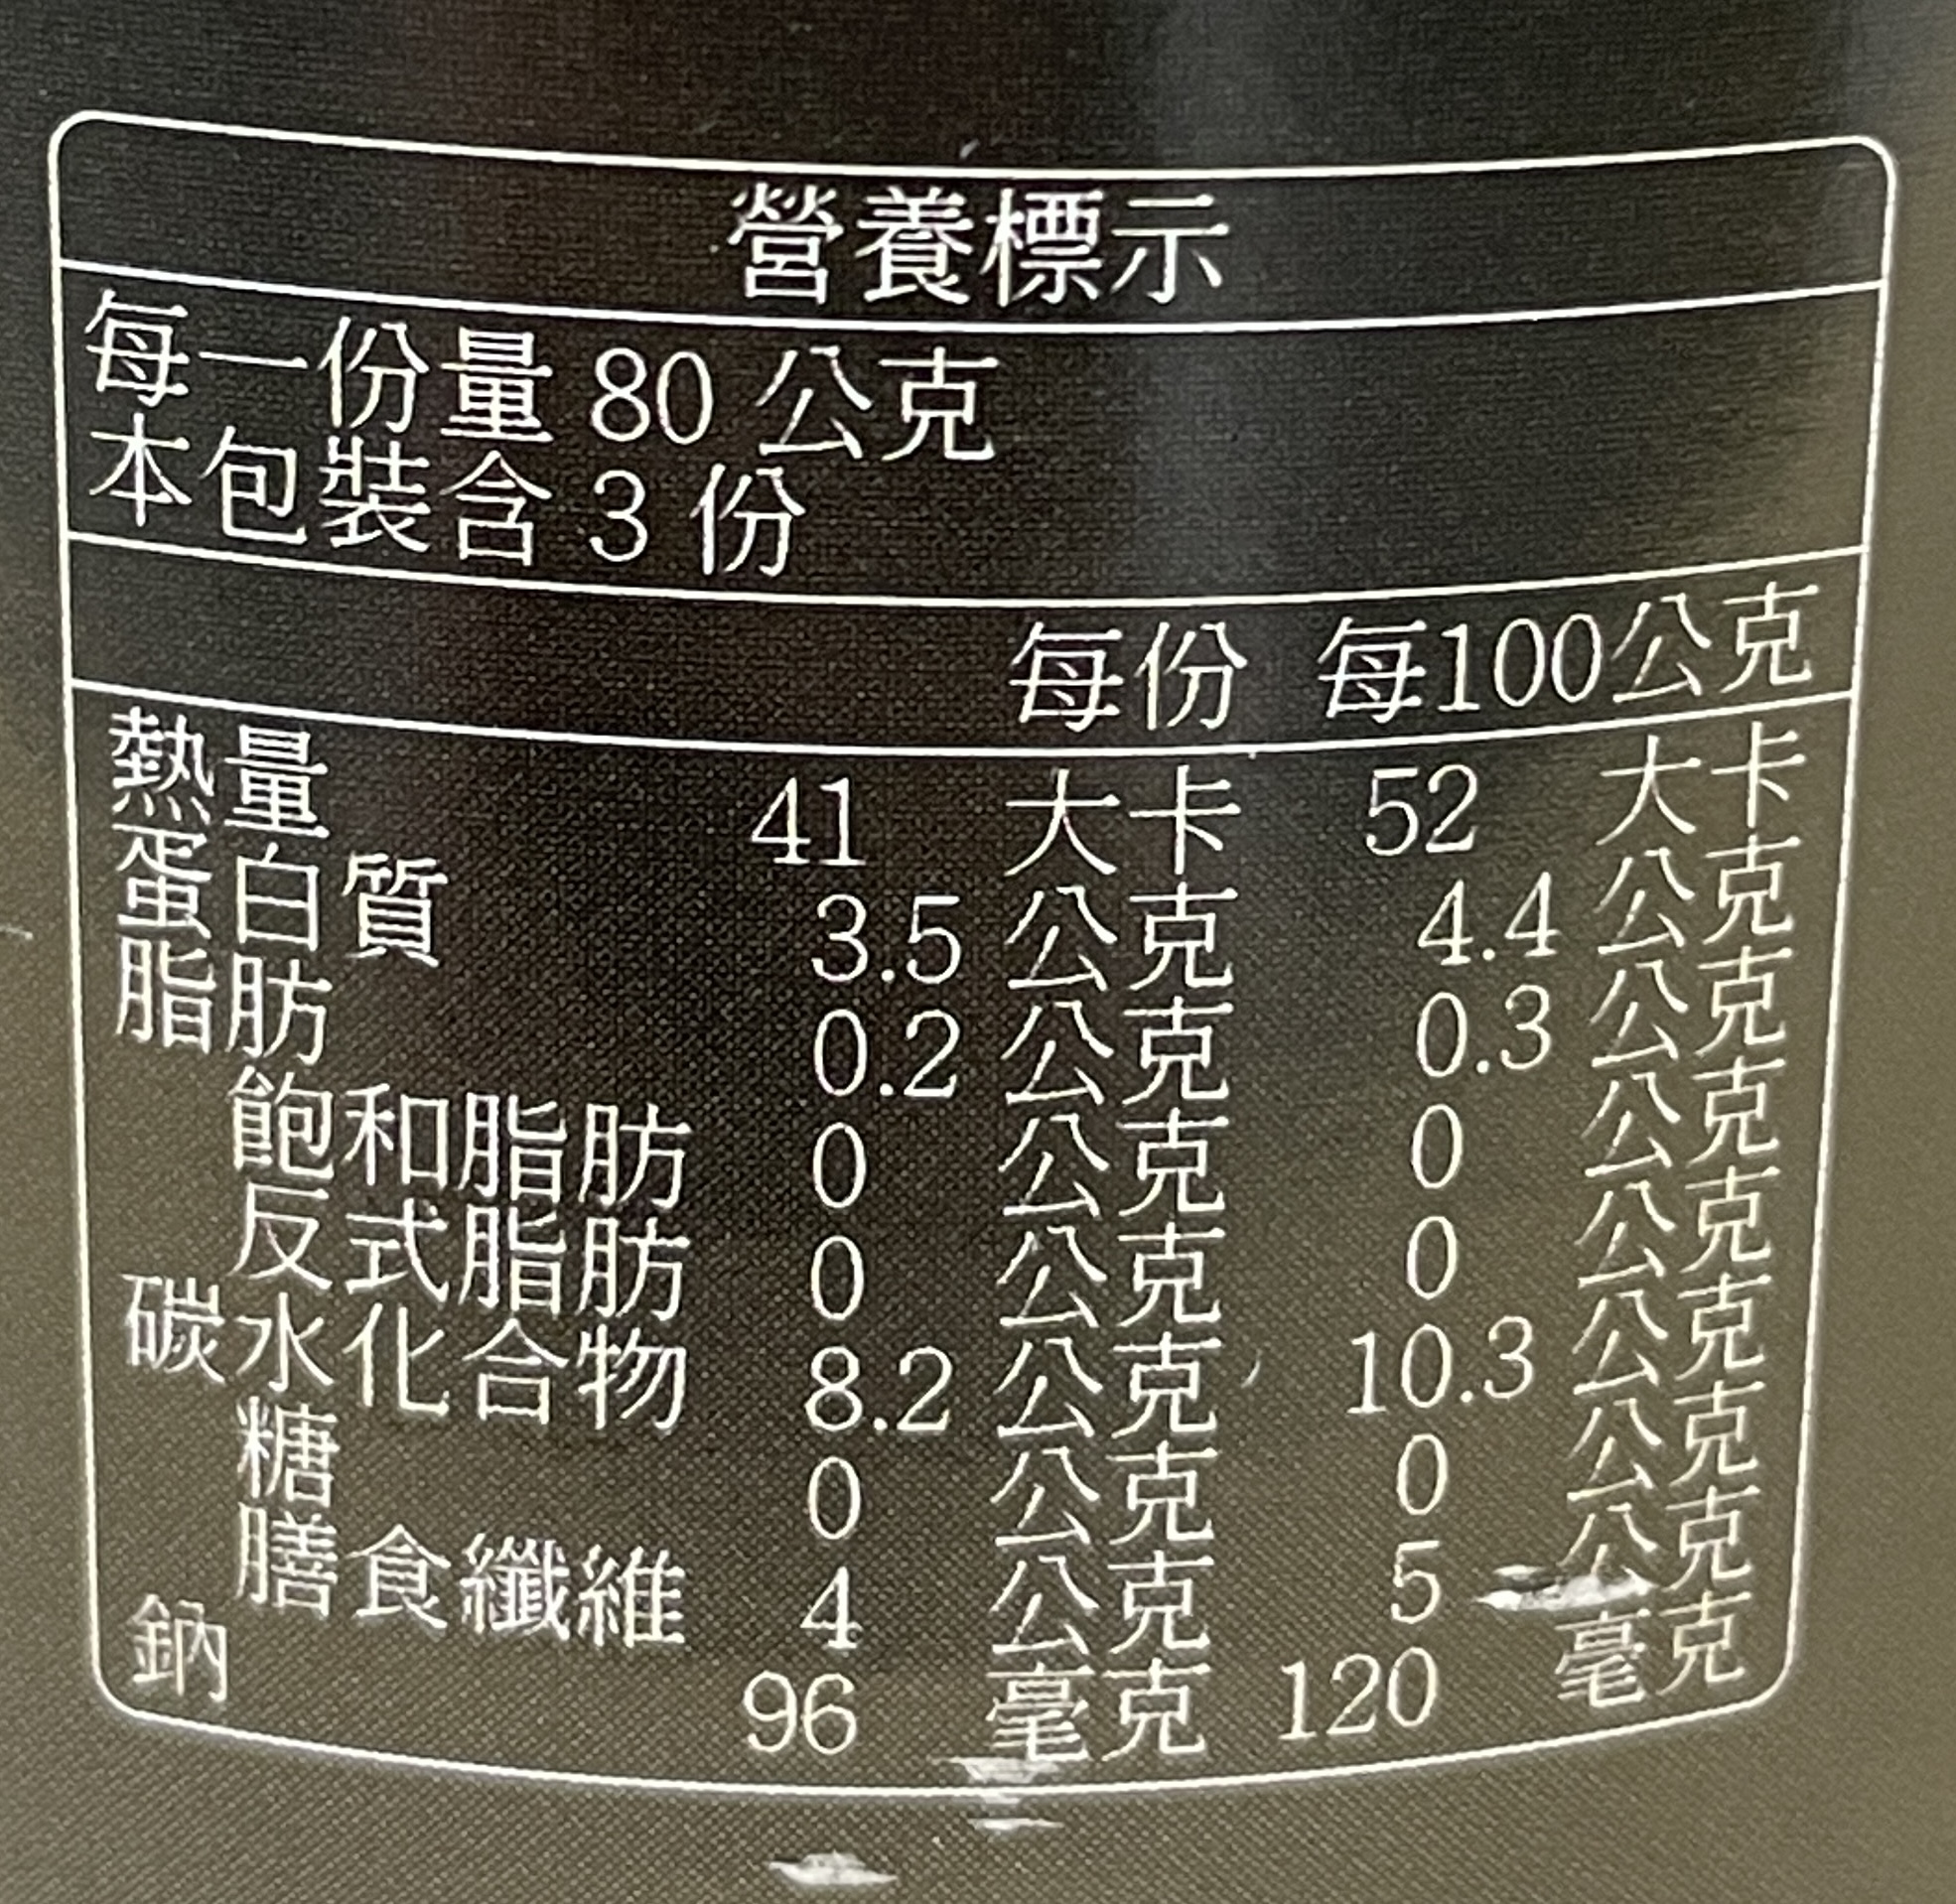 營養標示
每一份量 80 公克
本包裝含 3 份
每份 每100公克
熱量 41 大卡 52 大卡
蛋白質 3.5 公克 4.4 公克
脂肪 0.2 公克 0.3 公克
飽和脂肪 0 公克 0 公克
反式脂肪 0 公克 0 公克
碳水化合物 8.2 公克 10.3 公克
糖 0 公克 0 公克
膳食纖維 4 公克 5 公克
鈉 96 毫克 120 毫克